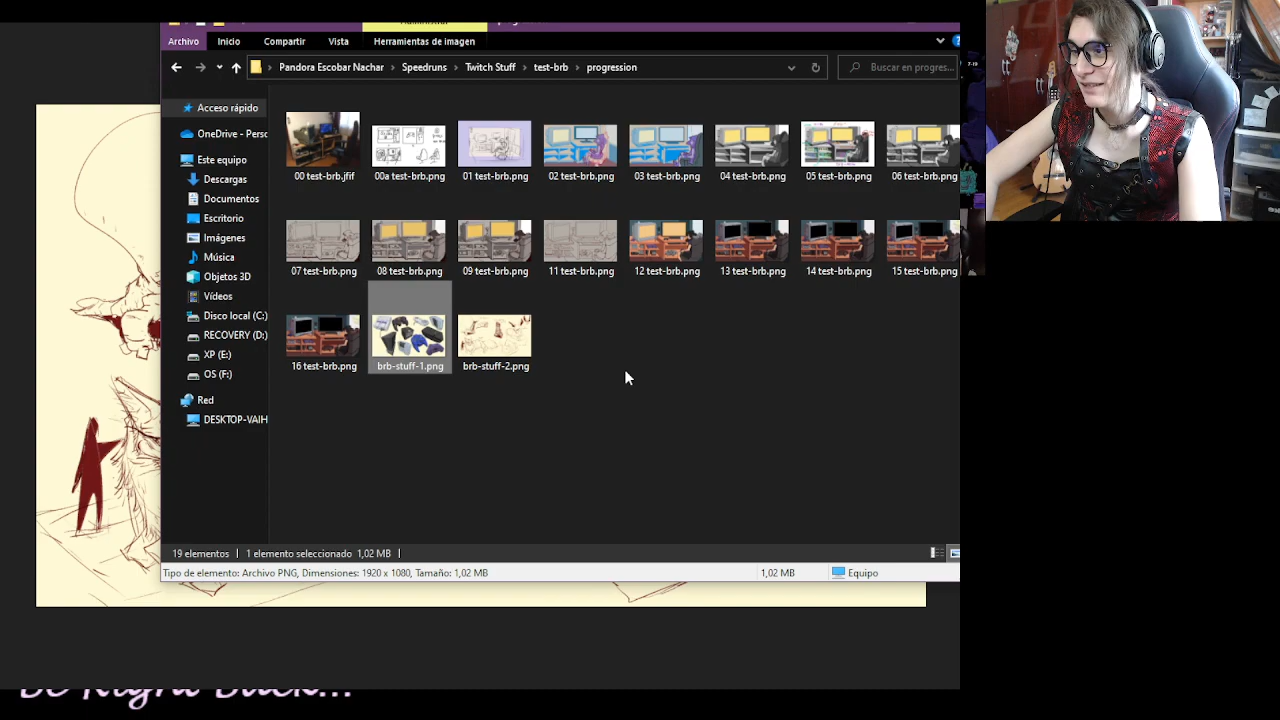 Archivo Inicio Compartir Vista Herramientas de imagen
Pandora Escobar Nachar > Speedruns > Twitch Stuff > test-brb > progression
Buscar en progres...
Acceso rápido
OneDrive - Perso
Este equipo
Descargas
Documentos
Escritorio
Imágenes
Música
Objetos 3D
Vídeos
Disco local (C:)
RECOVERY (D:)
XP (E:)
OS (F:)
Red
DESKTOP-VAIH
00 test-brb.jfif 00a test-brb.png 01 test-brb.png 02 test-brb.png 03 test-brb.png 04 test-brb.png 05 test-brb.png 06 test-brb.png
07 test-brb.png 08 test-brb.png 09 test-brb.png 11 test-brb.png 12 test-brb.png 13 test-brb.png 14 test-brb.png 15 test-brb.png
16 test-brb.png brb-stuff-1.png brb-stuff-2.png
19 elementos | 1 elemento seleccionado 1,02 MB |
Tipo de elemento: Archivo PNG, Dimensiones: 1920 x 1080, Tamaño: 1,02 MB 1,02 MB Equipo
Be Right Back...